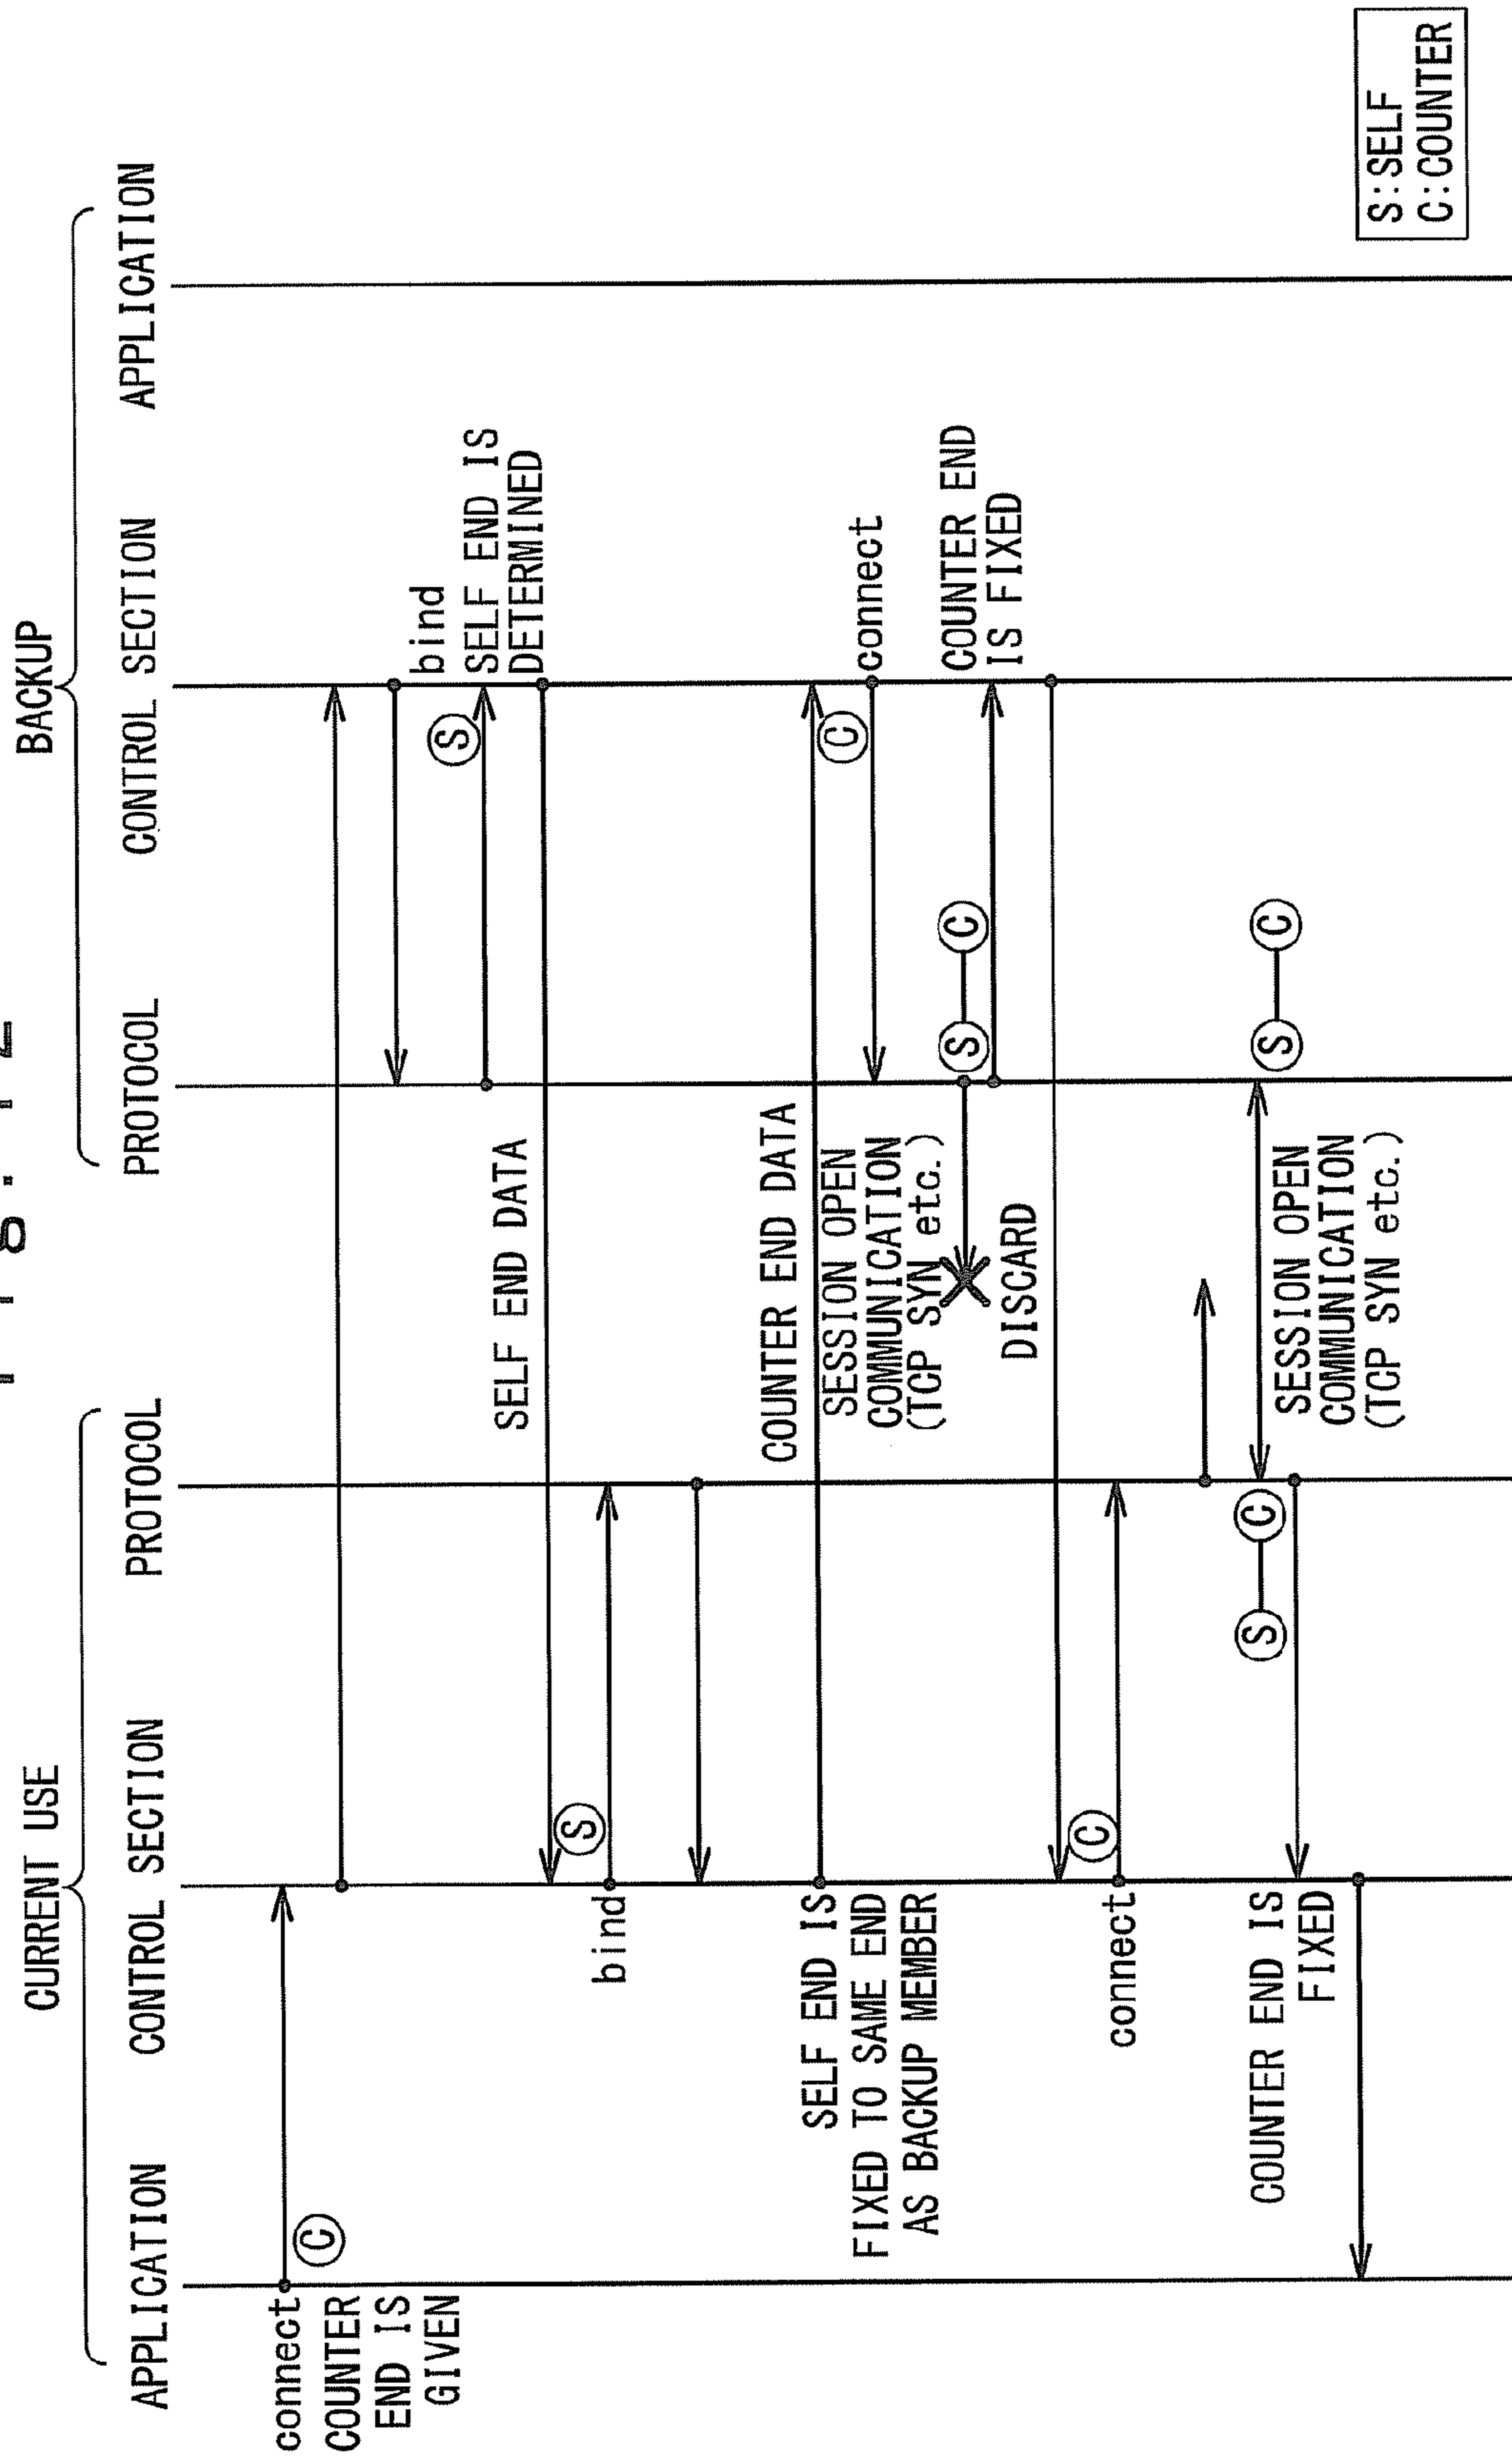 CURRENT USE
BACKUP
APPLICATION
CONTROL SECTION
PROTOCOL
PROTOCOL
CONTROL SECTION
APPLICATION
connect
COUNTER
END IS
GIVEN
C
bind
S
SELF END IS
DETERMINED
SELF END DATA
S
bind
COUNTER END DATA
SELF END IS
FIXED TO SAME END
AS BACKUP MEMBER
C
connect
SESSION OPEN
COMMUNICATION
(TCP SYN etc.)
S
C
DISCARD
COUNTER END
IS FIXED
C
connect
S
C
S
C
SESSION OPEN
COMMUNICATION
(TCP SYN etc.)
COUNTER END IS
FIXED
S:SELF
C:COUNTER